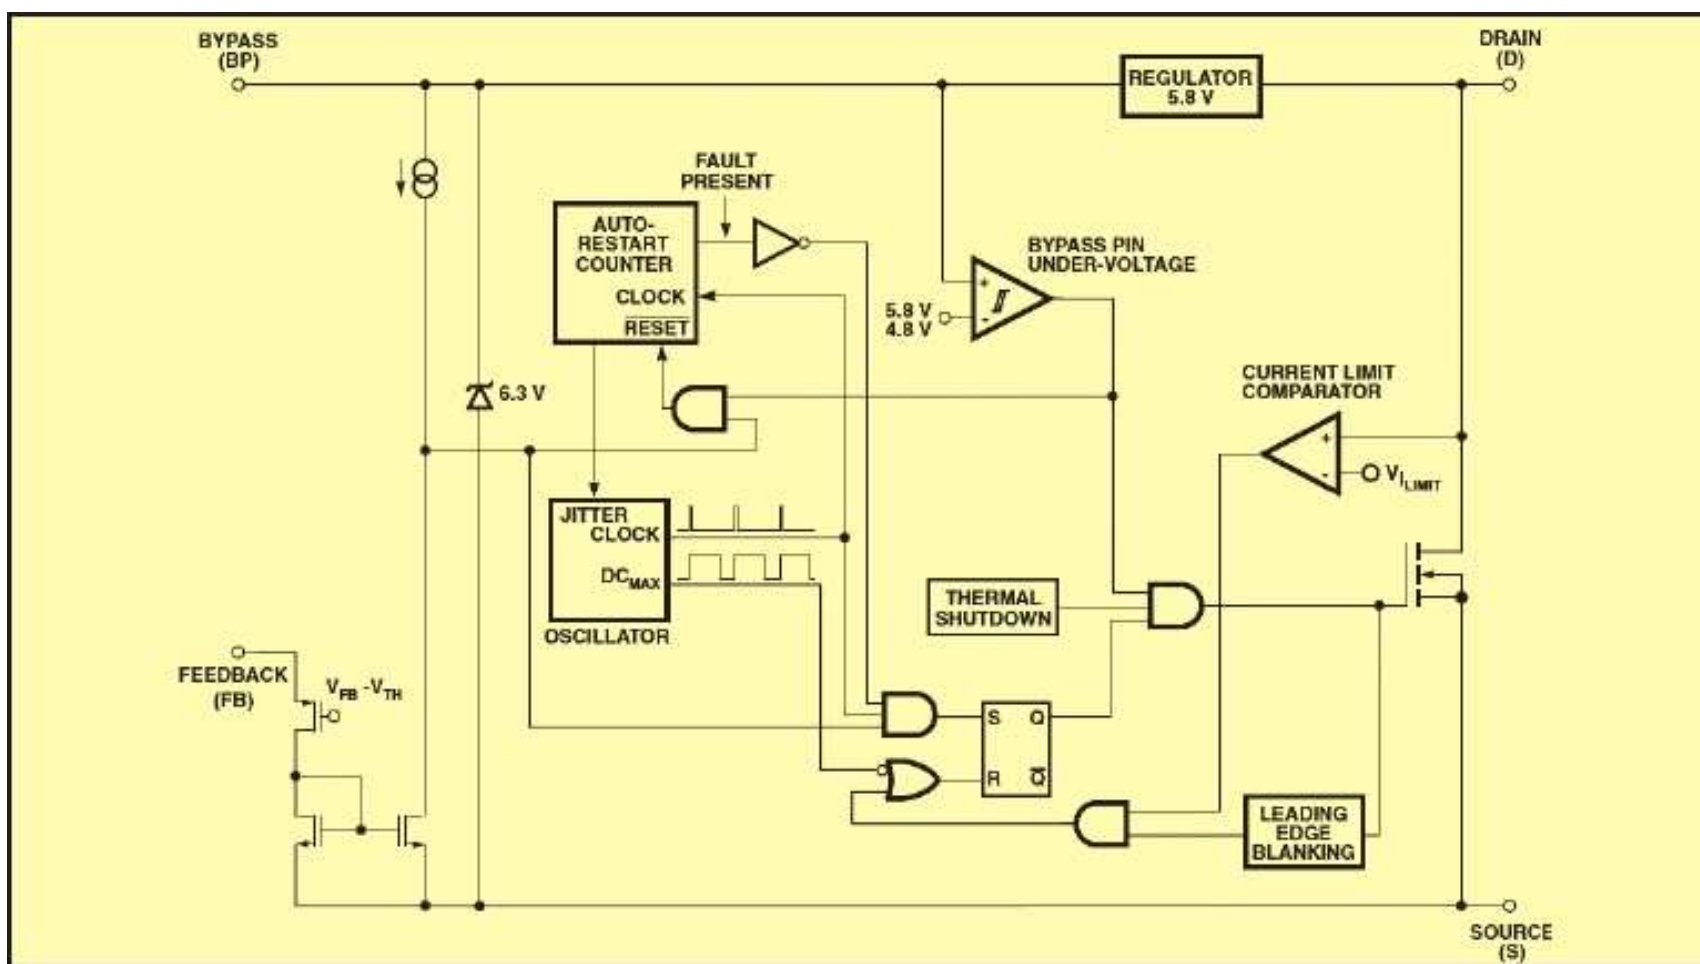 BYPASS
(BP)
DRAIN
(D)
REGULATOR
5.8 V
FAULT
PRESENT
AUTO-
RESTART
COUNTER
CLOCK
RESET
BYPASS PIN
UNDER-VOLTAGE
+
-
5.8 V
4.8 V
6.3 V
CURRENT LIMIT
COMPARATOR
+
-
VILIMIT
JITTER
CLOCK
DCMAX
OSCILLATOR
THERMAL
SHUTDOWN
FEEDBACK
(FB)
VFB -VTH
S Q
R Q
LEADING
EDGE
BLANKING
SOURCE
(S)